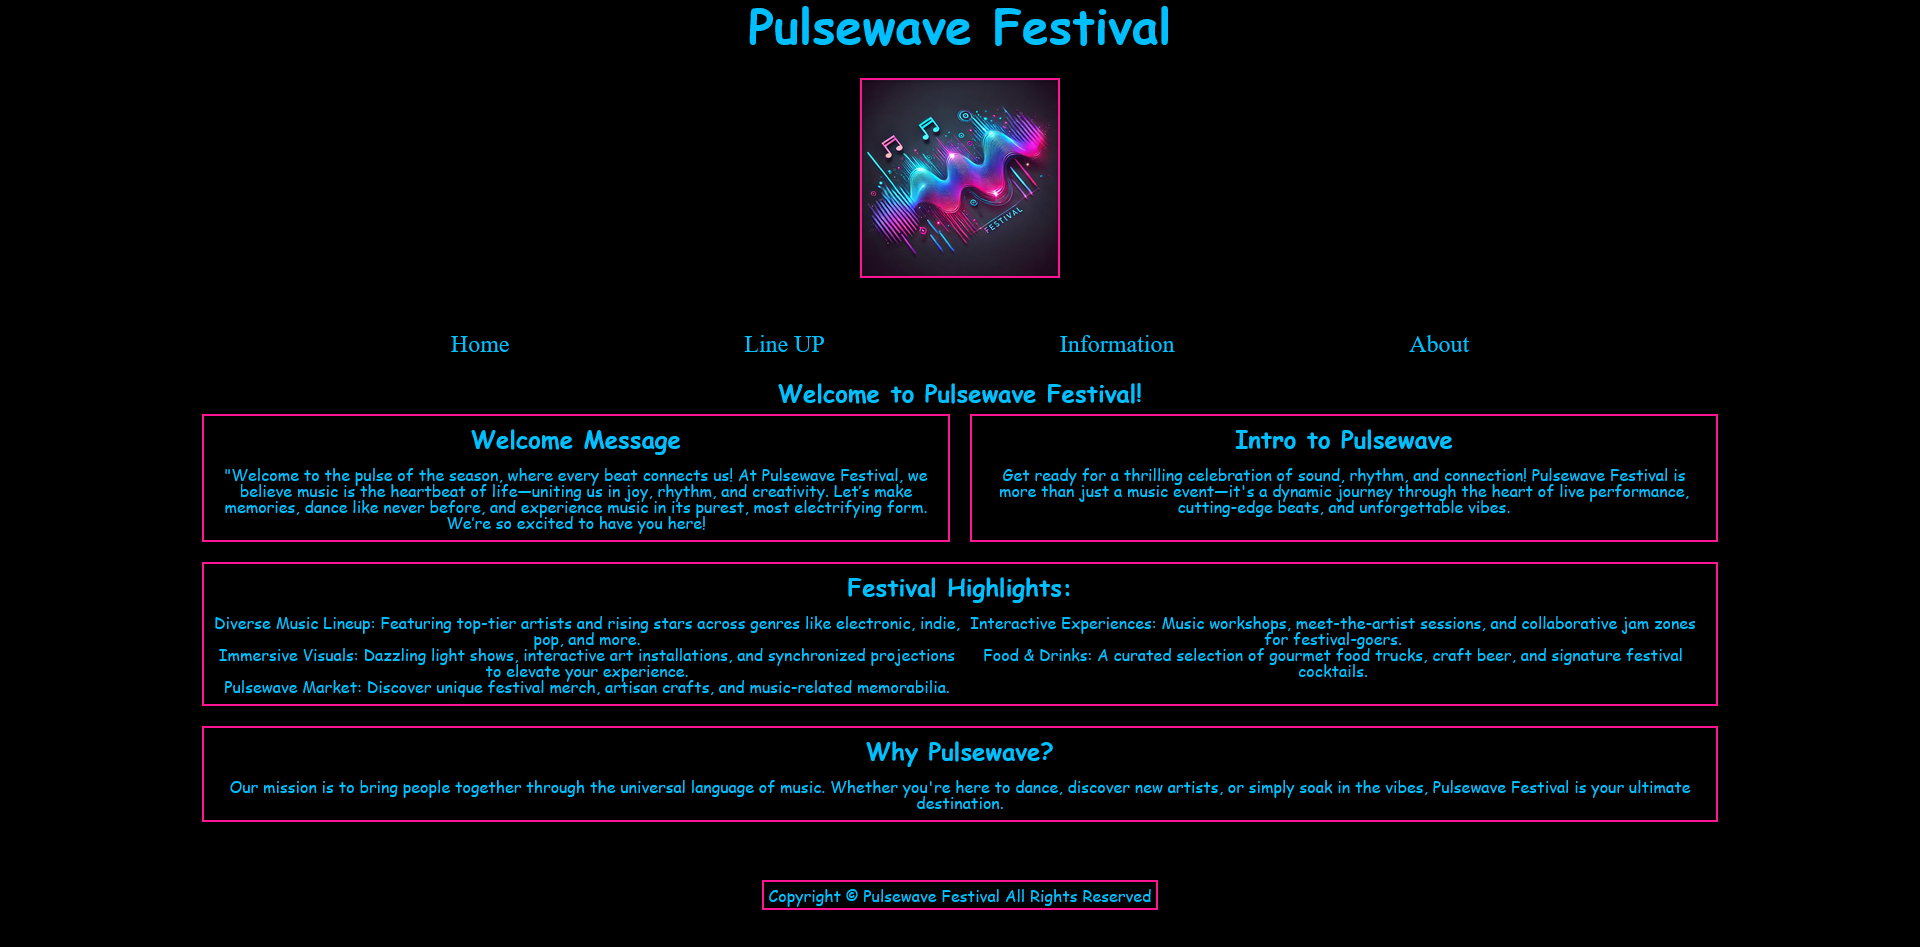 Pulsewave Festival
FESTIVAL
Home Line UP Information About
Welcome to Pulsewave Festival!
Welcome Message
"Welcome to the pulse of the season, where every beat connects us! At Pulsewave Festival, we
believe music is the heartbeat of life—uniting us in joy, rhythm, and creativity. Let’s make
memories, dance like never before, and experience music in its purest, most electrifying form.
We’re so excited to have you here!
Intro to Pulsewave
Get ready for a thrilling celebration of sound, rhythm, and connection! Pulsewave Festival is
more than just a music event—it's a dynamic journey through the heart of live performance,
cutting-edge beats, and unforgettable vibes.
Festival Highlights:
Diverse Music Lineup: Featuring top-tier artists and rising stars across genres like electronic, indie,
pop, and more.
Immersive Visuals: Dazzling light shows, interactive art installations, and synchronized projections
to elevate your experience.
Pulsewave Market: Discover unique festival merch, artisan crafts, and music-related memorabilia.
Interactive Experiences: Music workshops, meet-the-artist sessions, and collaborative jam zones
for festival-goers.
Food & Drinks: A curated selection of gourmet food trucks, craft beer, and signature festival
cocktails.
Why Pulsewave?
Our mission is to bring people together through the universal language of music. Whether you're here to dance, discover new artists, or simply soak in the vibes, Pulsewave Festival is your ultimate
destination.
Copyright © Pulsewave Festival All Rights Reserved